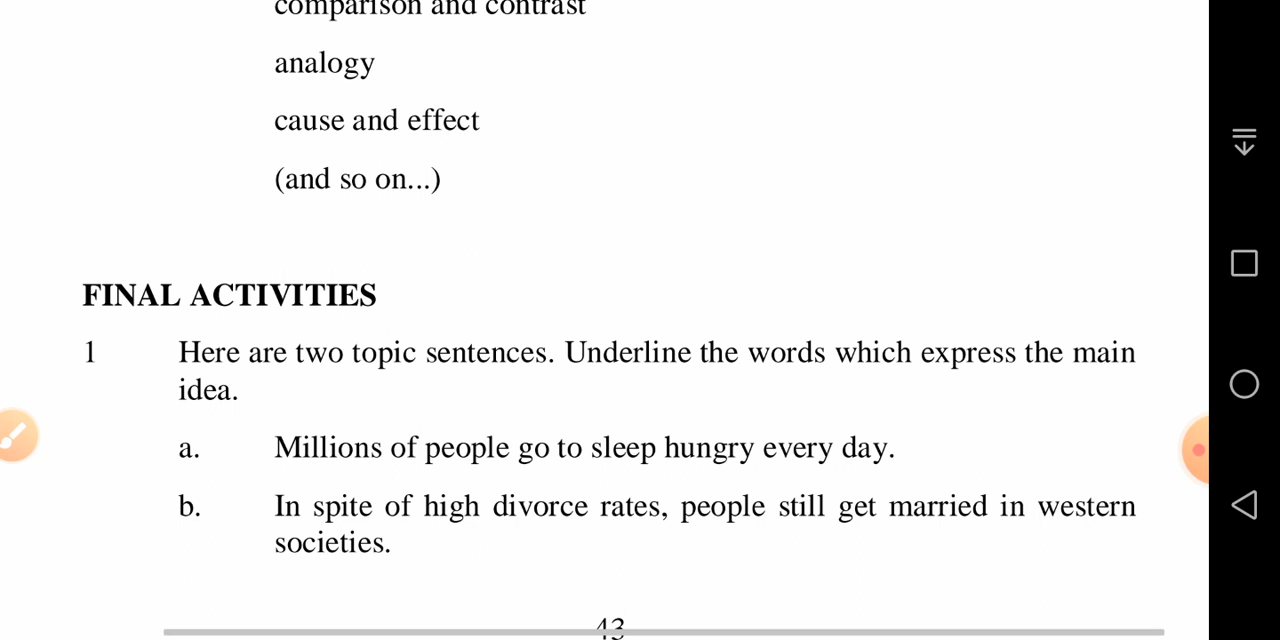 comparison and contrast
analogy
cause and effect
(and so on...)
FINAL ACTIVITIES
1 Here are two topic sentences. Underline the words which express the main
idea.
a. Millions of people go to sleep hungry every day.
b. In spite of high divorce rates, people still get married in western
societies.
43